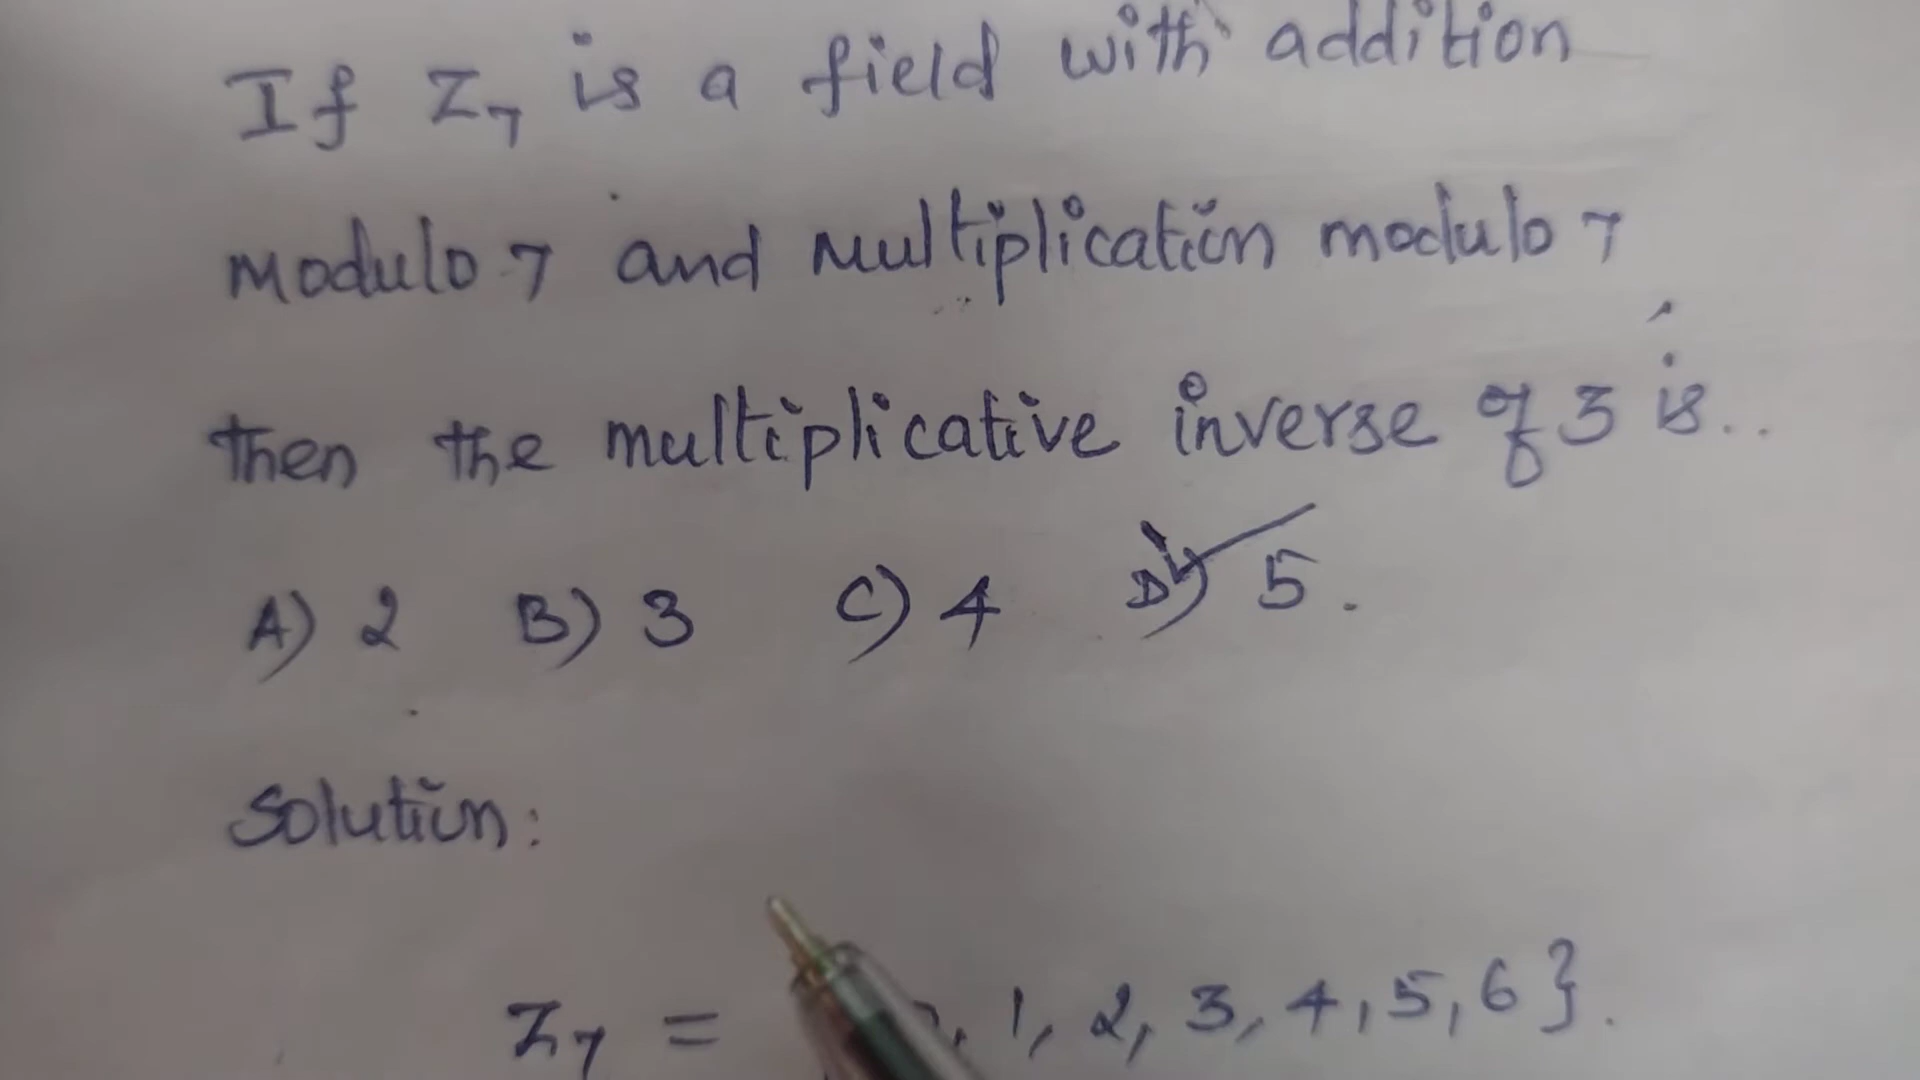 If Z₇ is a field with addition
modulo 7 and multiplication modulo 7
then the multiplicative inverse of 3 is..
A) 2 B) 3 C) 4 D) 5.
Solution:
Z₇ = , 1, 2, 3, 4, 5, 6 }.